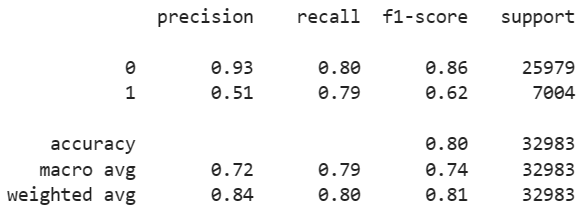 precision recall f1-score support
0 0.93 0.80 0.86 25979
1 0.51 0.79 0.62 7004
accuracy 0.80 32983
macro avg 0.72 0.79 0.74 32983
weighted avg 0.84 0.80 0.81 32983